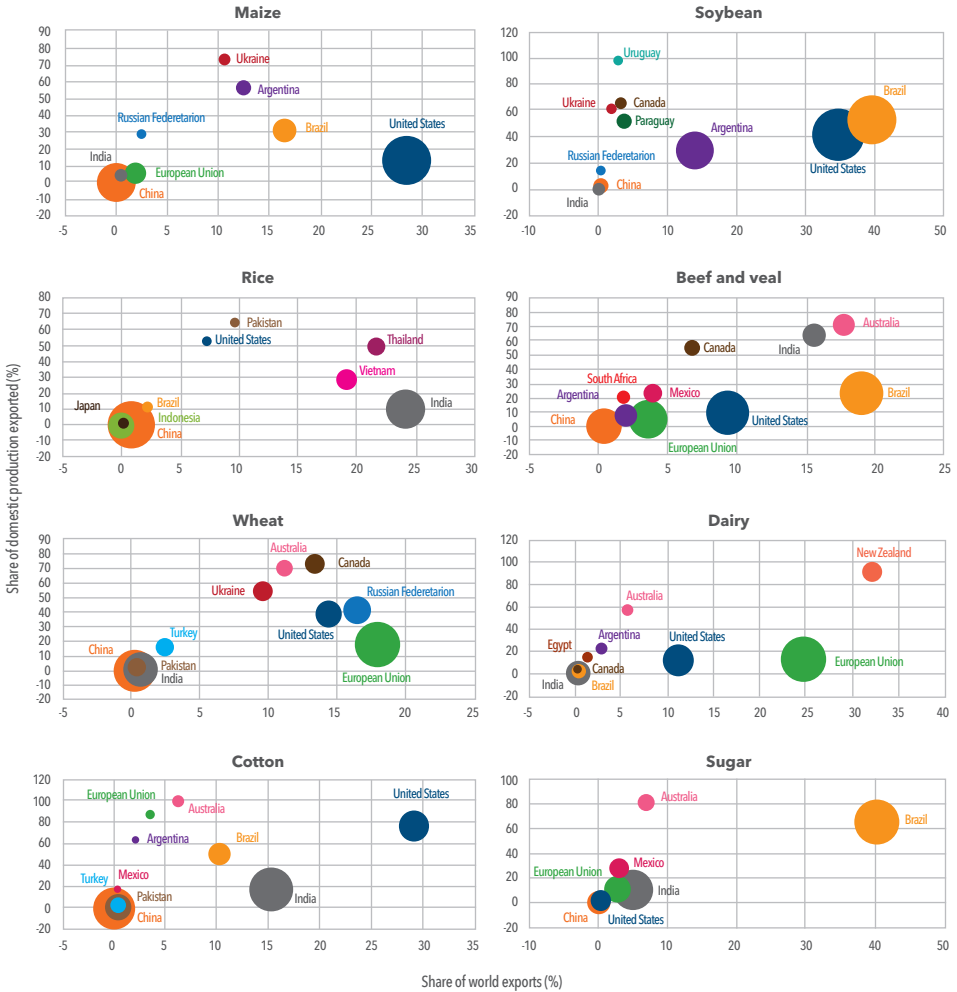 Share of domestic production exported (%)
Maize
90
80
70
60
50
40
30
20
10
0
-10
-20
-5
0
5
10
15
20
25
30
35
Ukraine
Argentina
Russian Federetarion
Brazil
United States
India
European Union
China
Soybean
120
100
80
60
40
20
0
-20
-10
0
10
20
30
40
50
Uruguay
Brazil
Ukraine
Canada
Paraguay
Argentina
Russian Federetarion
United States
China
India
Rice
80
70
60
50
40
30
20
10
0
-10
-20
-5
0
5
10
15
20
25
30
Pakistan
United States
Thailand
Vietnam
Japan
Brazil
India
Indonesia
China
Beef and veal
90
80
70
60
50
40
30
20
10
0
-10
-20
-5
0
5
10
15
20
25
Australia
Canada
India
South Africa
Argentina
Mexico
Brazil
China
United States
European Union
Wheat
90
80
70
60
50
40
30
20
10
0
-10
-20
-5
0
5
10
15
20
25
Australia
Canada
Ukraine
Russian Federetarion
Turkey
United States
China
Pakistan
India
European Union
Dairy
120
100
80
60
40
20
0
-20
-5
0
5
10
15
20
25
30
35
40
New Zealand
Australia
Argentina
United States
Egypt
European Union
Canada
India
Brazil
Cotton
120
100
80
60
40
20
0
-20
-5
0
5
10
15
20
25
30
35
European Union
United States
Australia
Argentina
Brazil
Mexico
Turkey
Pakistan
India
China
Sugar
100
80
60
40
20
0
-20
-10
0
10
20
30
40
50
Australia
Brazil
Mexico
European Union
India
China
United States
Share of world exports (%)